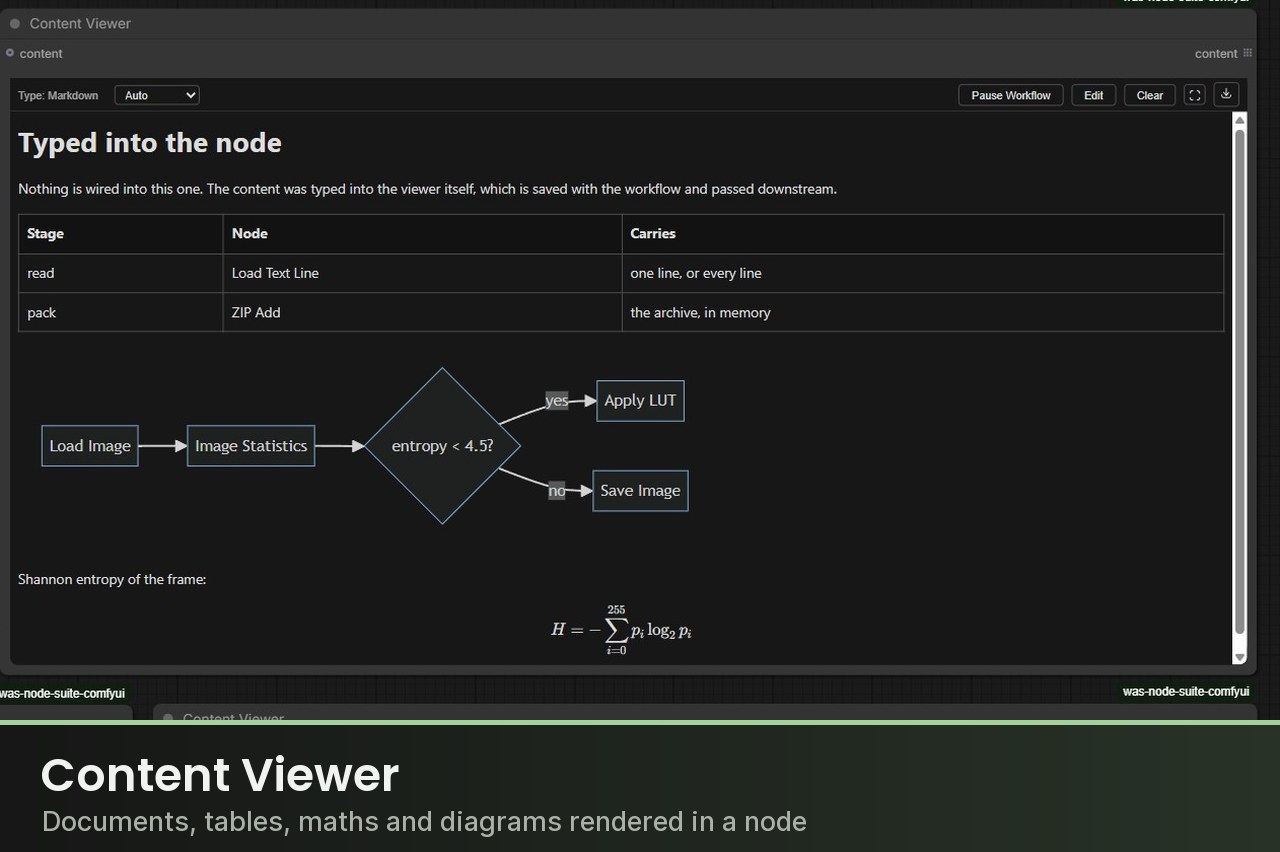 Content Viewer
content content
Type: Markdown Auto Pause Workflow Edit Clear
Typed into the node
Nothing is wired into this one. The content was typed into the viewer itself, which is saved with the workflow and passed downstream.
Stage Node Carries
read Load Text Line one line, or every line
pack ZIP Add the archive, in memory
yes Apply LUT
Load Image Image Statistics entropy < 4.5?
no Save Image
Shannon entropy of the frame:
H = − ∑_{i=0}^{255} p_i log_2 p_i
was-node-suite-comfyui was-node-suite-comfyui
Content Viewer
Content Viewer
Documents, tables, maths and diagrams rendered in a node